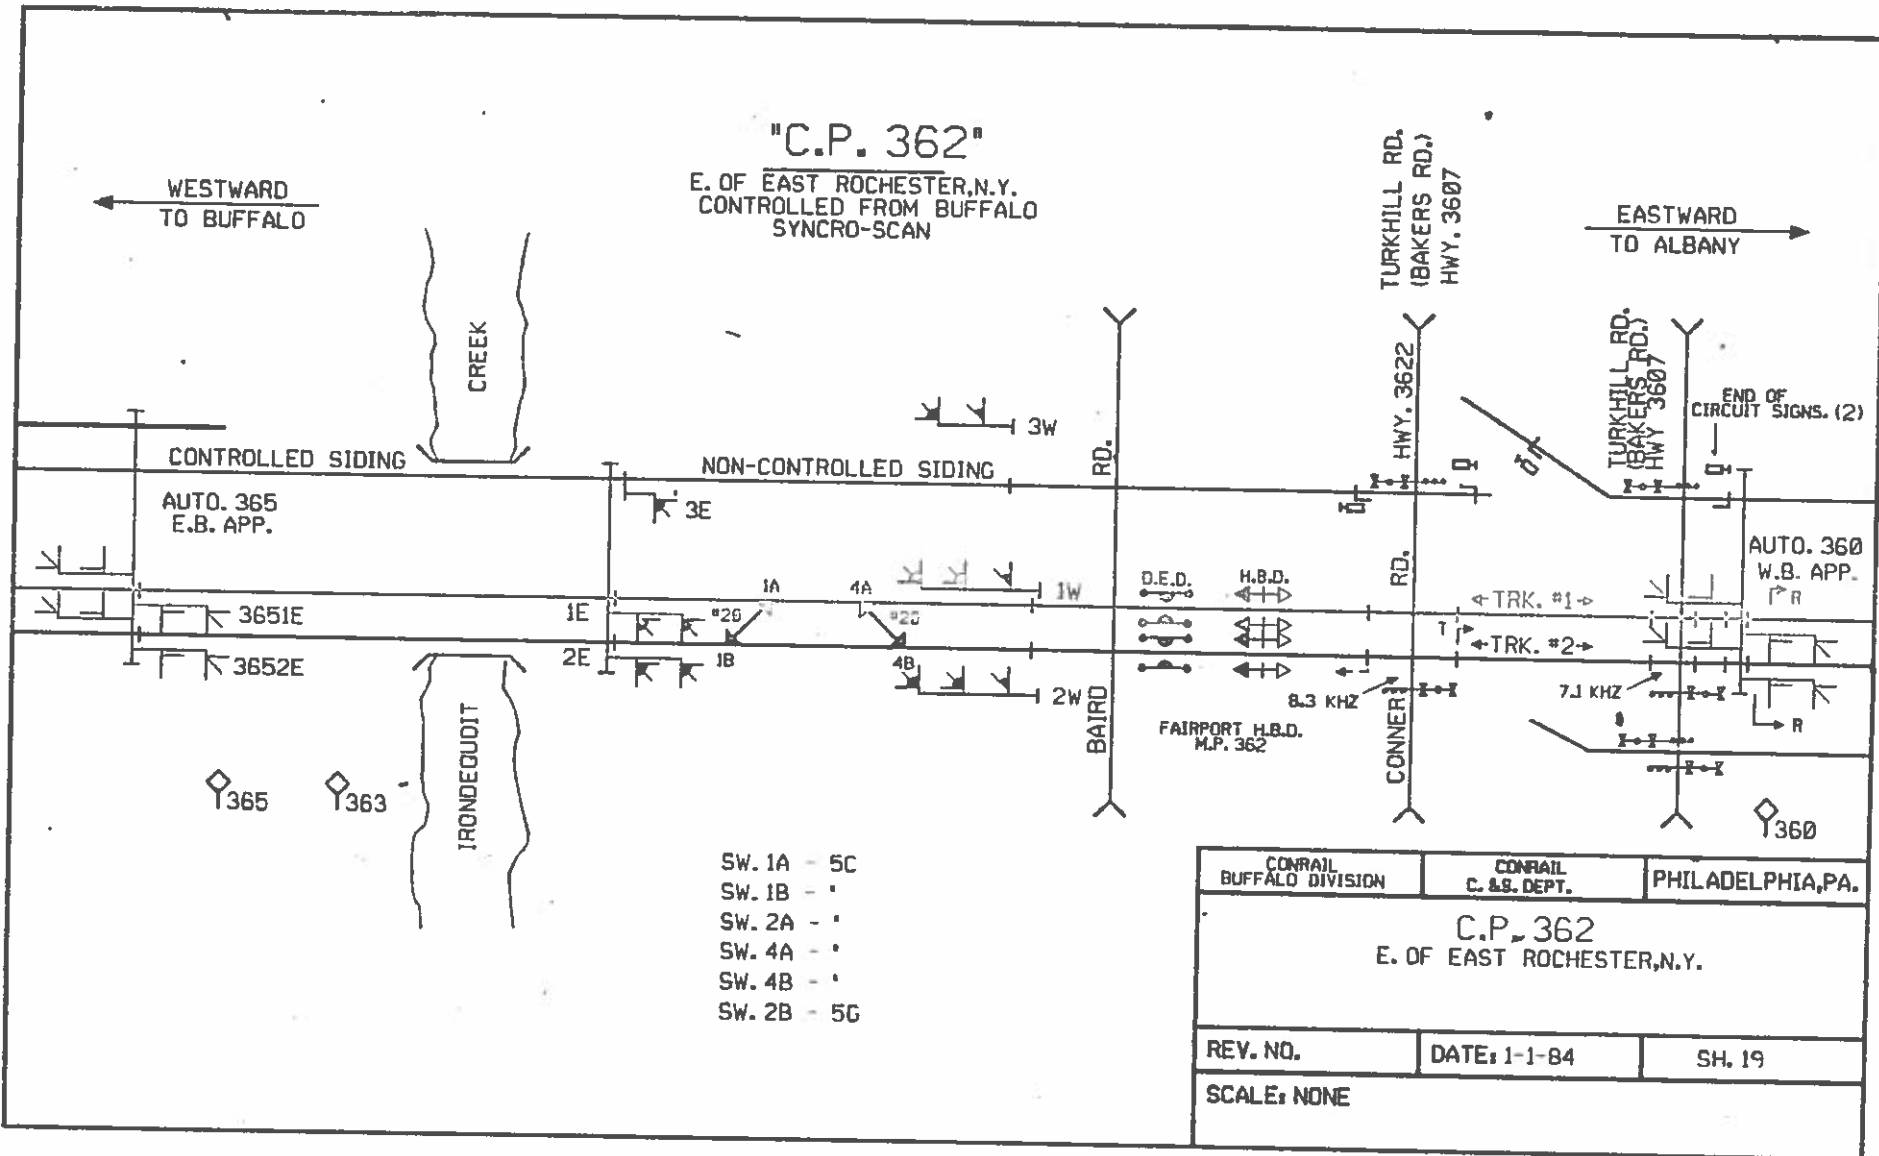 "C.P. 362"
E. OF EAST ROCHESTER,N.Y.
CONTROLLED FROM BUFFALO
SYNCRO-SCAN
WESTWARD
TO BUFFALO
EASTWARD
TO ALBANY
TURKHILL RD.
(BAKERS RD.)
HWY. 3607
CREEK
TURKHILL RD.
(BAKERS RD.)
HWY 3607
END OF
CIRCUIT SIGNS. (2)
3W
RD.
HWY. 3622
CONTROLLED SIDING
NON-CONTROLLED SIDING
AUTO. 365
E.B. APP.
3E
AUTO. 360
W.B. APP.
R
1A
4A
1W
D.E.D.
H.B.D.
RD.
TRK. #1
3651E
1E
#20
#20
T
TRK. #2
3652E
2E
1B
4B
2W
8.3 KHZ
7.1 KHZ
R
BAIRD
FAIRPORT H.B.D.
M.P. 362
CONNER
IRONDEQUDIT
365
363
360
SW. 1A - 5C
SW. 1B - "
SW. 2A - "
SW. 4A - "
SW. 4B - "
SW. 2B - 5G
CONRAIL
BUFFALO DIVISION
CONRAIL
C. &S. DEPT.
PHILADELPHIA,PA.
C.P. 362
E. OF EAST ROCHESTER,N.Y.
REV. NO.
DATE: 1-1-84
SH. 19
SCALE: NONE